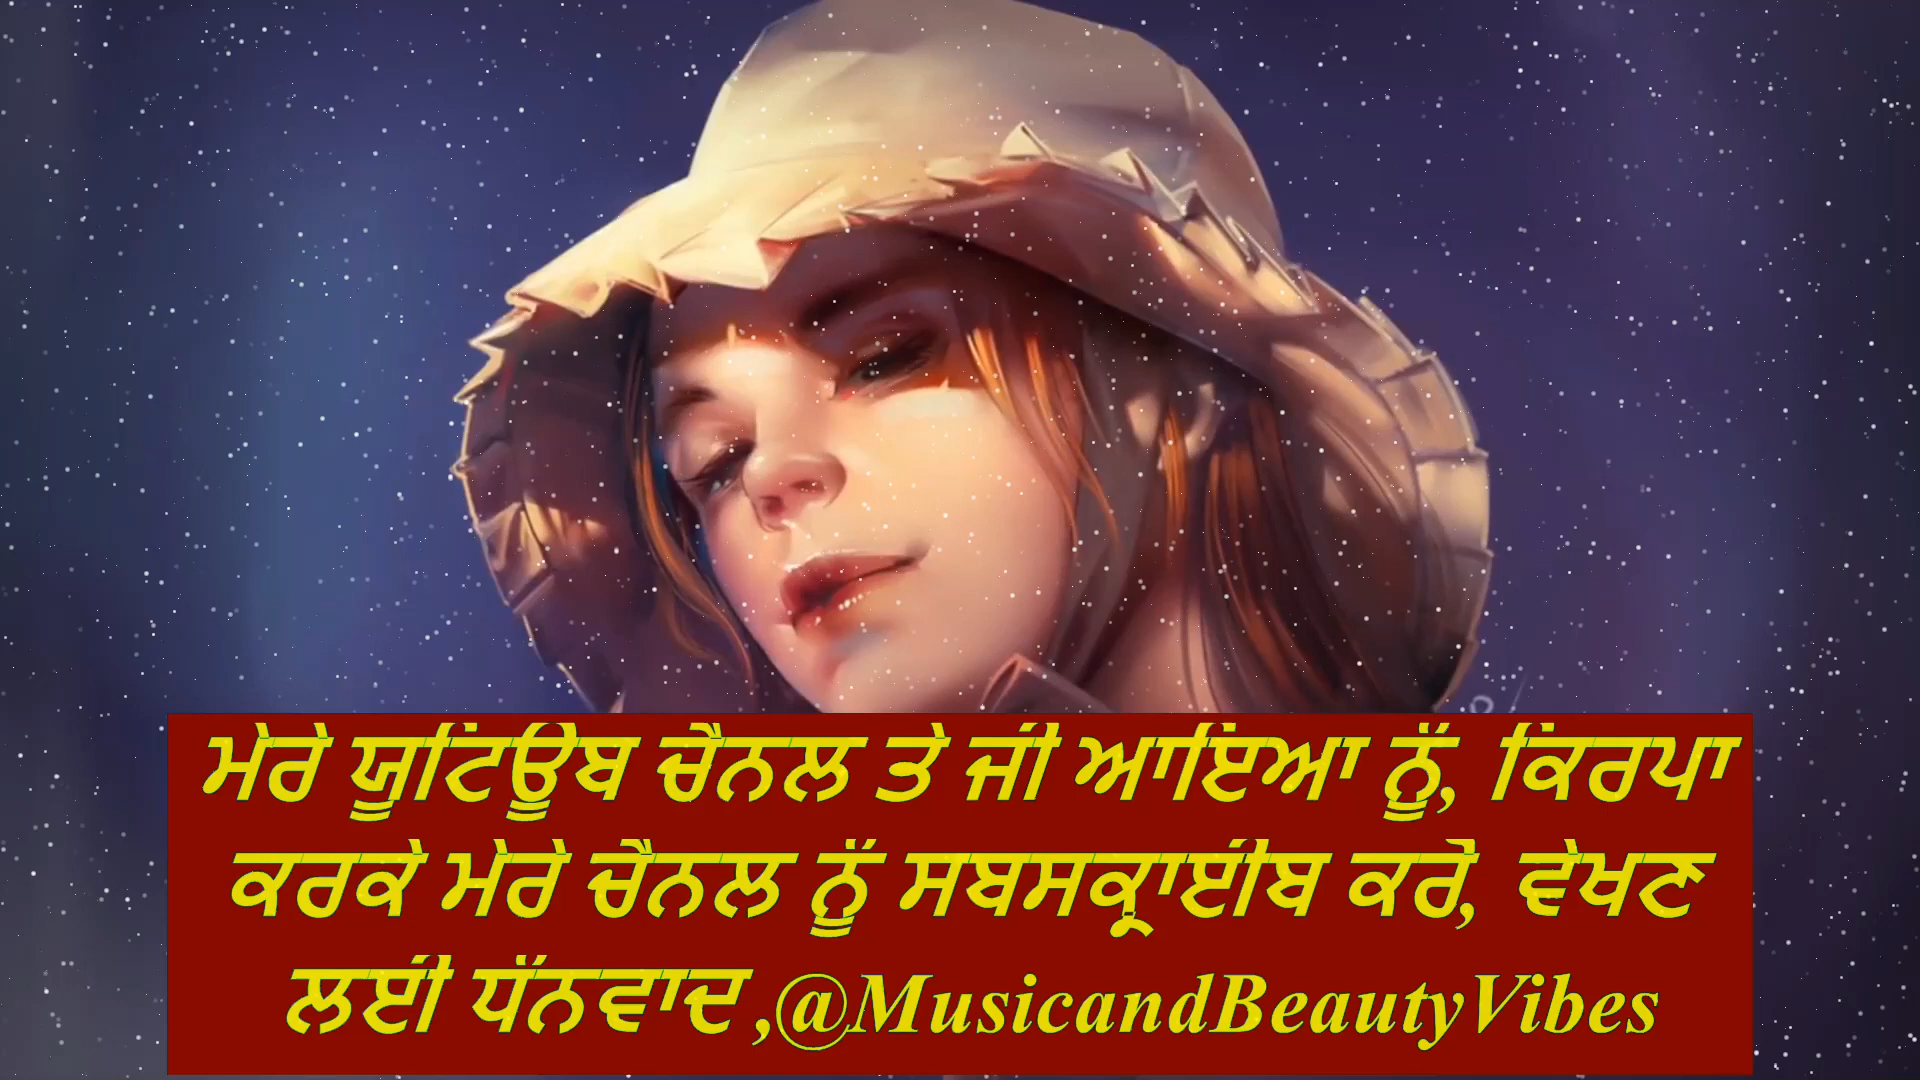 ਮੇਰੇ ਯੂਟਿਊਬ ਚੈਨਲ ਤੇ ਜੀ ਆਇਆ ਨੂੰ, ਕਿਰਪਾ
ਕਰਕੇ ਮੇਰੇ ਚੈਨਲ ਨੂੰ ਸਬਸਕ੍ਰਾਈਬ ਕਰੋ, ਵੇਖਣ
ਲਈ ਧੰਨਵਾਦ ,@MusicandBeautyVibes